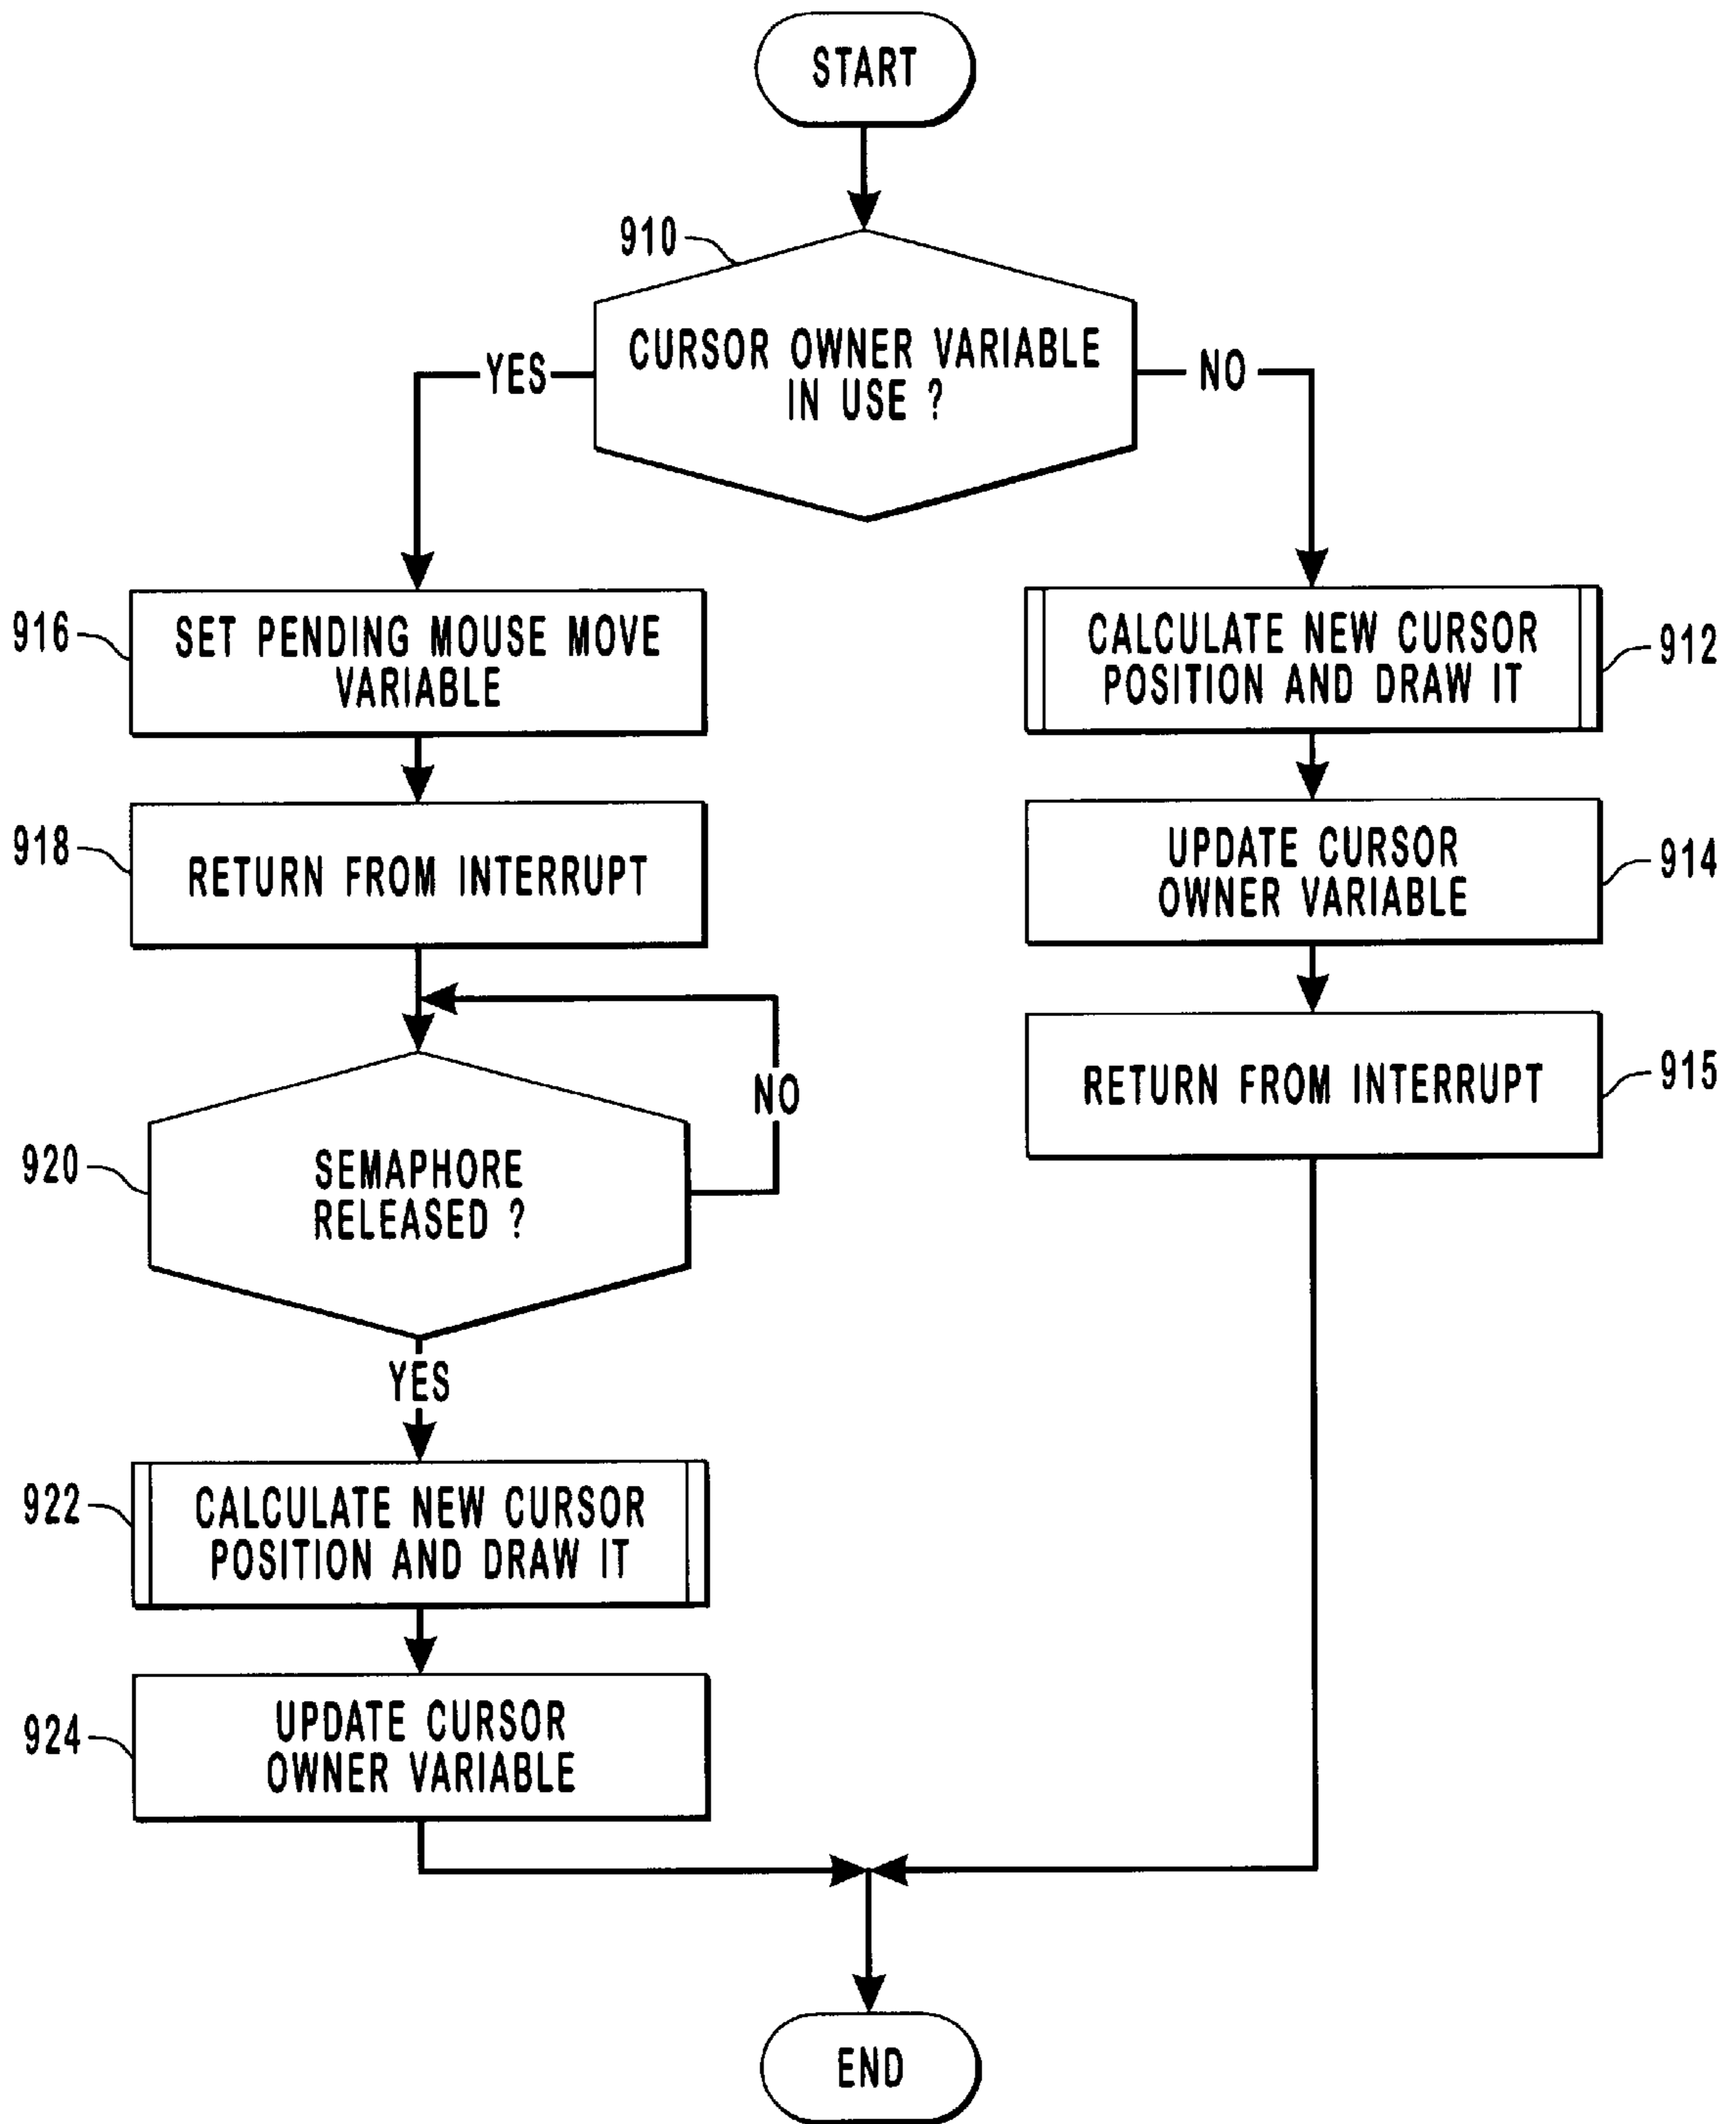 START
910
CURSOR OWNER VARIABLE
IN USE ?
YES
NO
916
SET PENDING MOUSE MOVE
VARIABLE
CALCULATE NEW CURSOR
POSITION AND DRAW IT
912
918
RETURN FROM INTERRUPT
UPDATE CURSOR
OWNER VARIABLE
914
RETURN FROM INTERRUPT
915
NO
920
SEMAPHORE
RELEASED ?
YES
922
CALCULATE NEW CURSOR
POSITION AND DRAW IT
924
UPDATE CURSOR
OWNER VARIABLE
END